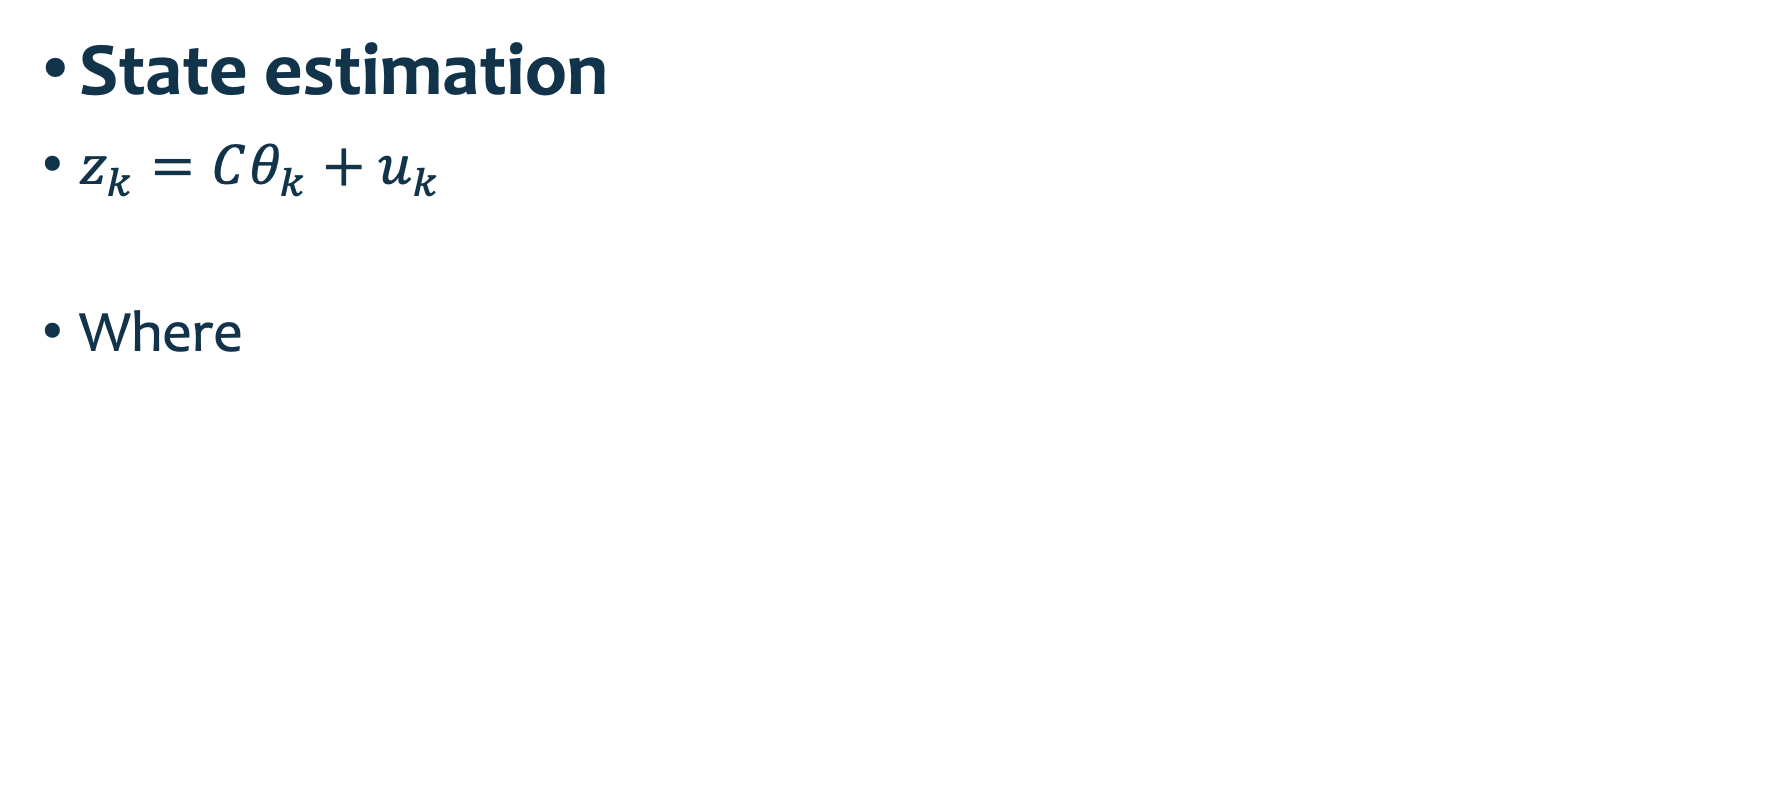 • State estimation
• z_k = Cθ_k + u_k
• Where